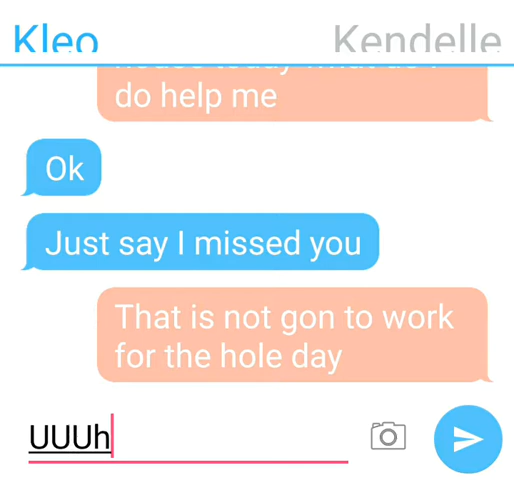 Kleo Kendelle
do help me
Ok
Just say I missed you
That is not gon to work
for the hole day
UUUh